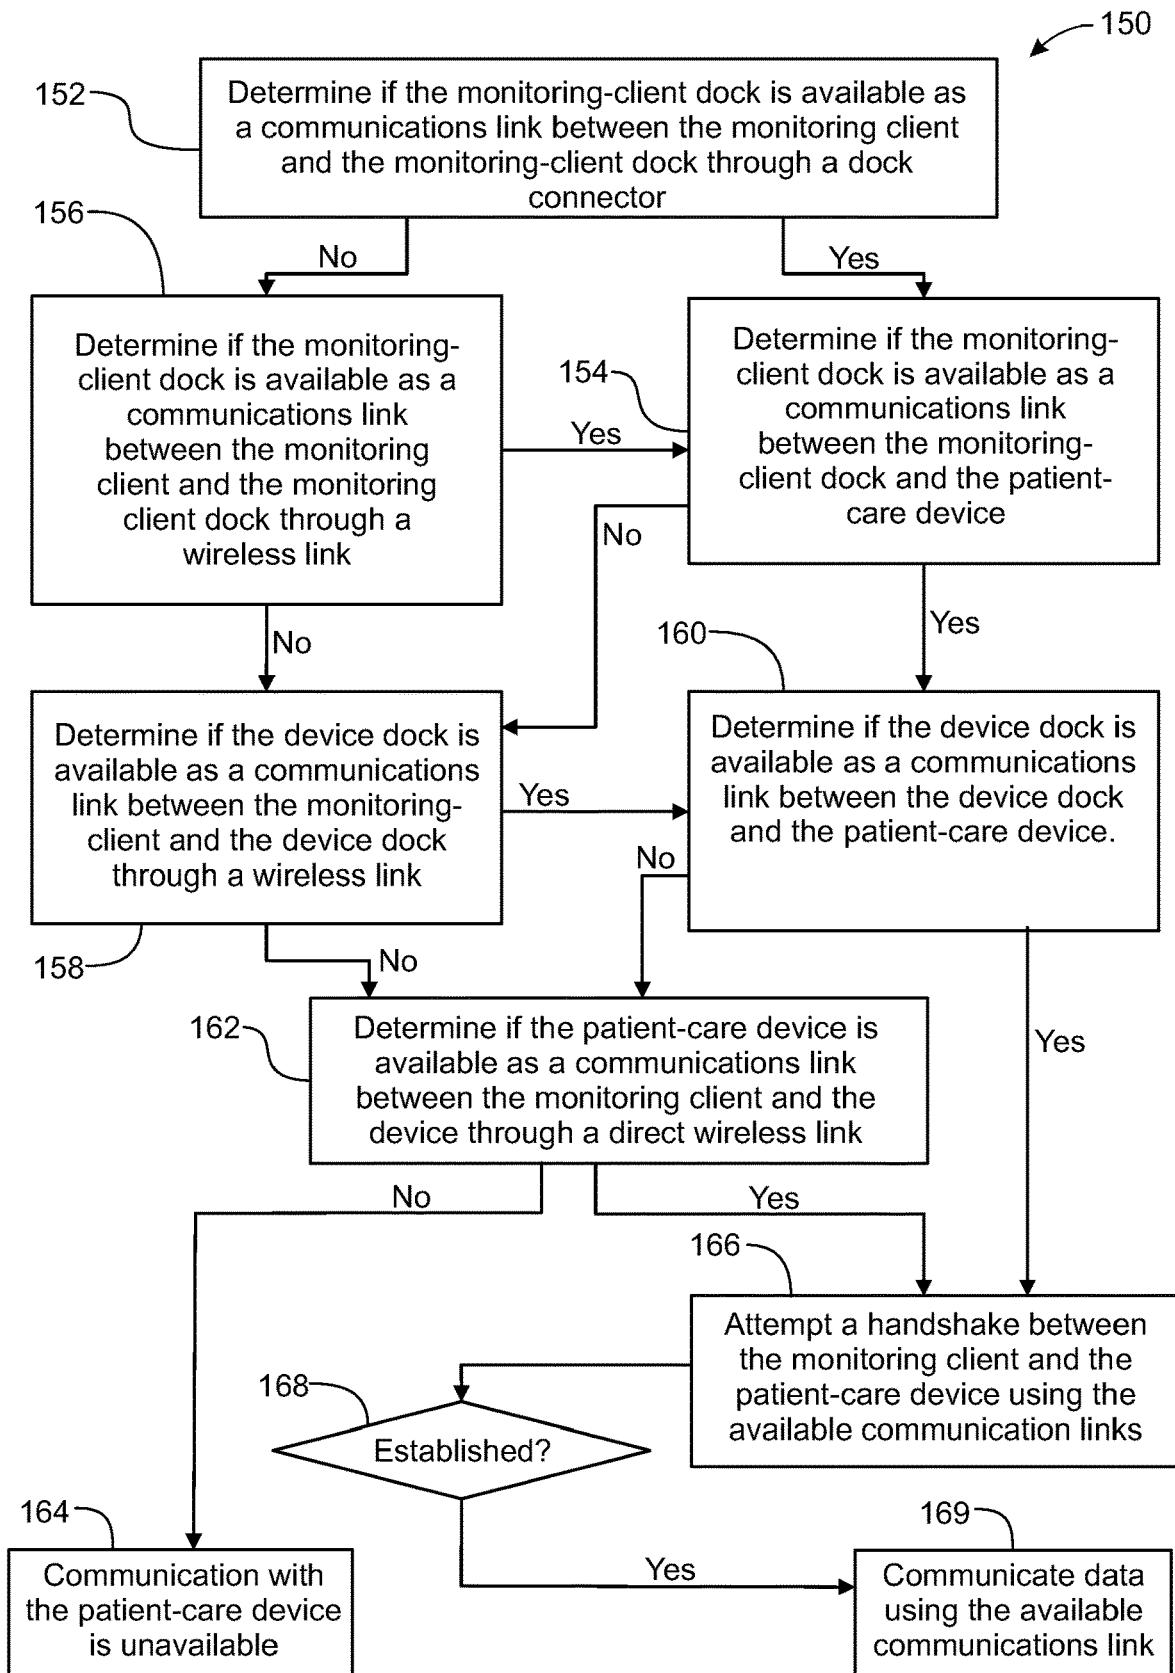 150
152
Determine if the monitoring-client dock is available as
a communications link between the monitoring client
and the monitoring-client dock through a dock
connector
156
No
Yes
Determine if the monitoring-
client dock is available as a
communications link
between the monitoring
client and the monitoring
client dock through a
wireless link
Yes
154
Determine if the monitoring-
client dock is available as a
communications link
between the monitoring-
client dock and the patient-
care device
No
No
160
Yes
Determine if the device dock is
available as a communications
link between the monitoring-
client and the device dock
through a wireless link
Yes
Determine if the device dock is
available as a communications
link between the device dock
and the patient-care device.
No
158
No
162
Determine if the patient-care device is
available as a communications link
between the monitoring client and the
device through a direct wireless link
Yes
No
Yes
166
Attempt a handshake between
the monitoring client and the
patient-care device using the
available communication links
168
Established?
164
Communication with
the patient-care device
is unavailable
Yes
169
Communicate data
using the available
communications link